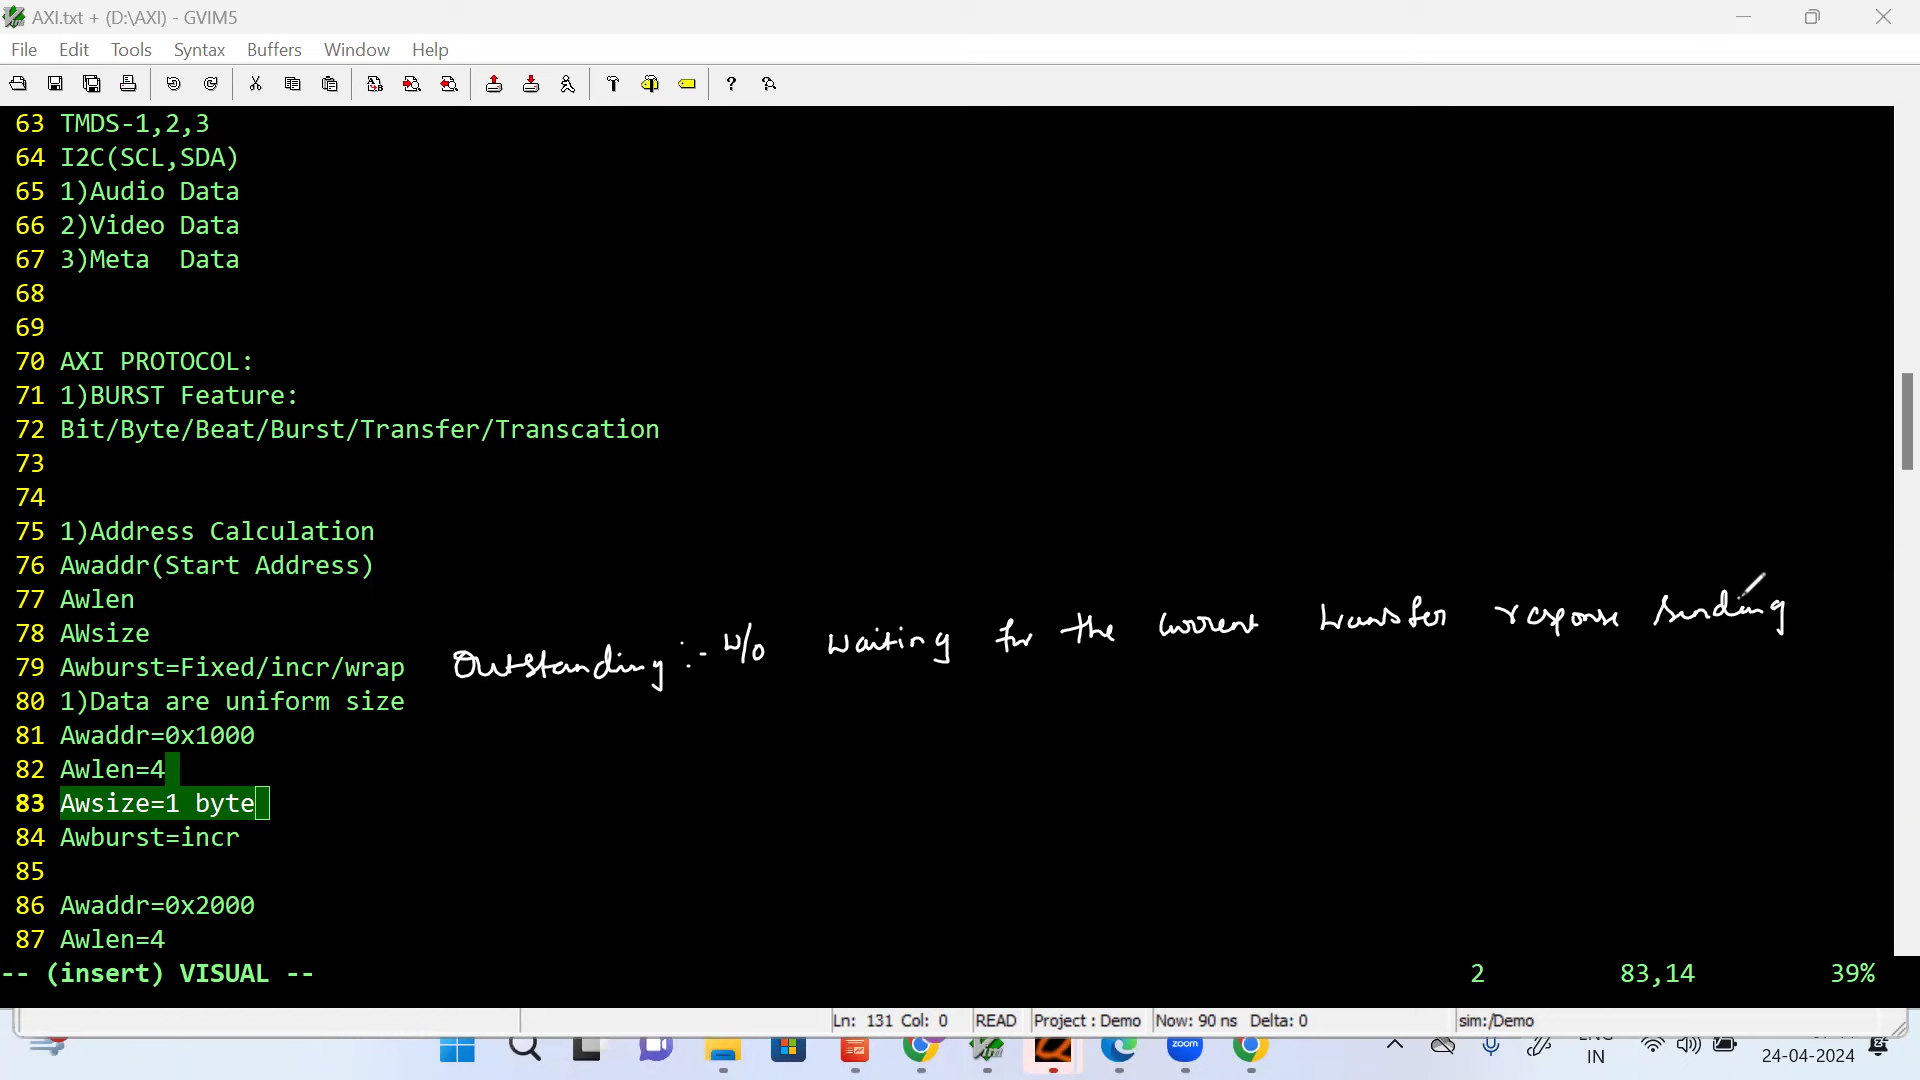 AXI.txt + (D:\AXI) - GVIM5
File Edit Tools Syntax Buffers Window Help
63 TMDS-1,2,3
64 I2C(SCL,SDA)
65 1)Audio Data
66 2)Video Data
67 3)Meta  Data
68
69
70 AXI PROTOCOL:
71 1)BURST Feature:
72 Bit/Byte/Beat/Burst/Transfer/Transcation
73
74
75 1)Address Calculation
76 Awaddr(Start Address)
77 Awlen
78 AWsize
79 Awburst=Fixed/incr/wrap
Outstanding :- w/o waiting for the current transfer response sending
80 1)Data are uniform size
81 Awaddr=0x1000
82 Awlen=4
83 Awsize=1 byte
84 Awburst=incr
85
86 Awaddr=0x2000
87 Awlen=4
-- (insert) VISUAL -- 2 83,14 39%
Ln: 131 Col: 0 READ Project : Demo Now: 90 ns Delta: 0 sim:/Demo
zoom
IN
24-04-2024